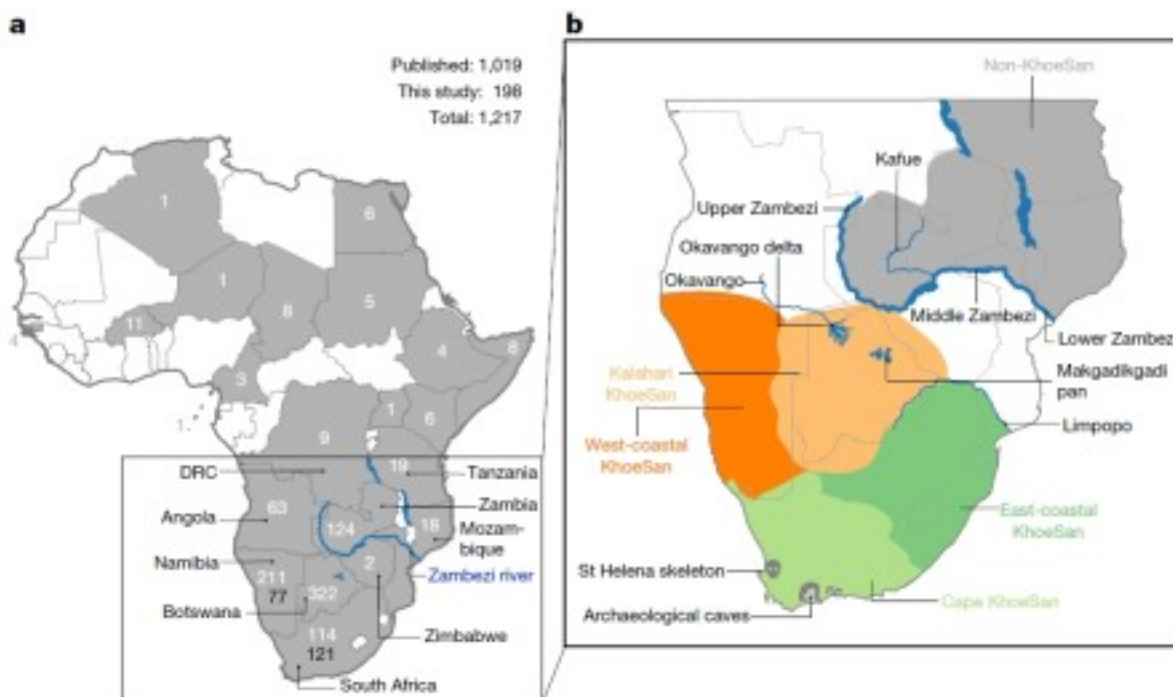 a
Published: 1,019
This study: 198
Total: 1,217
1
6
1
8
5
11
4
4
8
3
1
6
1
9
DRC
19
Tanzania
Zambia
Angola
63
124
18
Mozam-
bique
Namibia
211
77
2
Zambezi river
Botswana
322
Zimbabwe
114
121
South Africa
b
Non-KhoeSan
Kafue
Upper Zambezi
Okavango delta
Okavango
Middle Zambezi
Lower Zambez
Kalahari
KhoeSan
Makgadikgadi
pan
West-coastal
KhoeSan
Limpopo
East-coastal
KhoeSan
St Helena skeleton
Cape KhoeSan
Archaeological caves